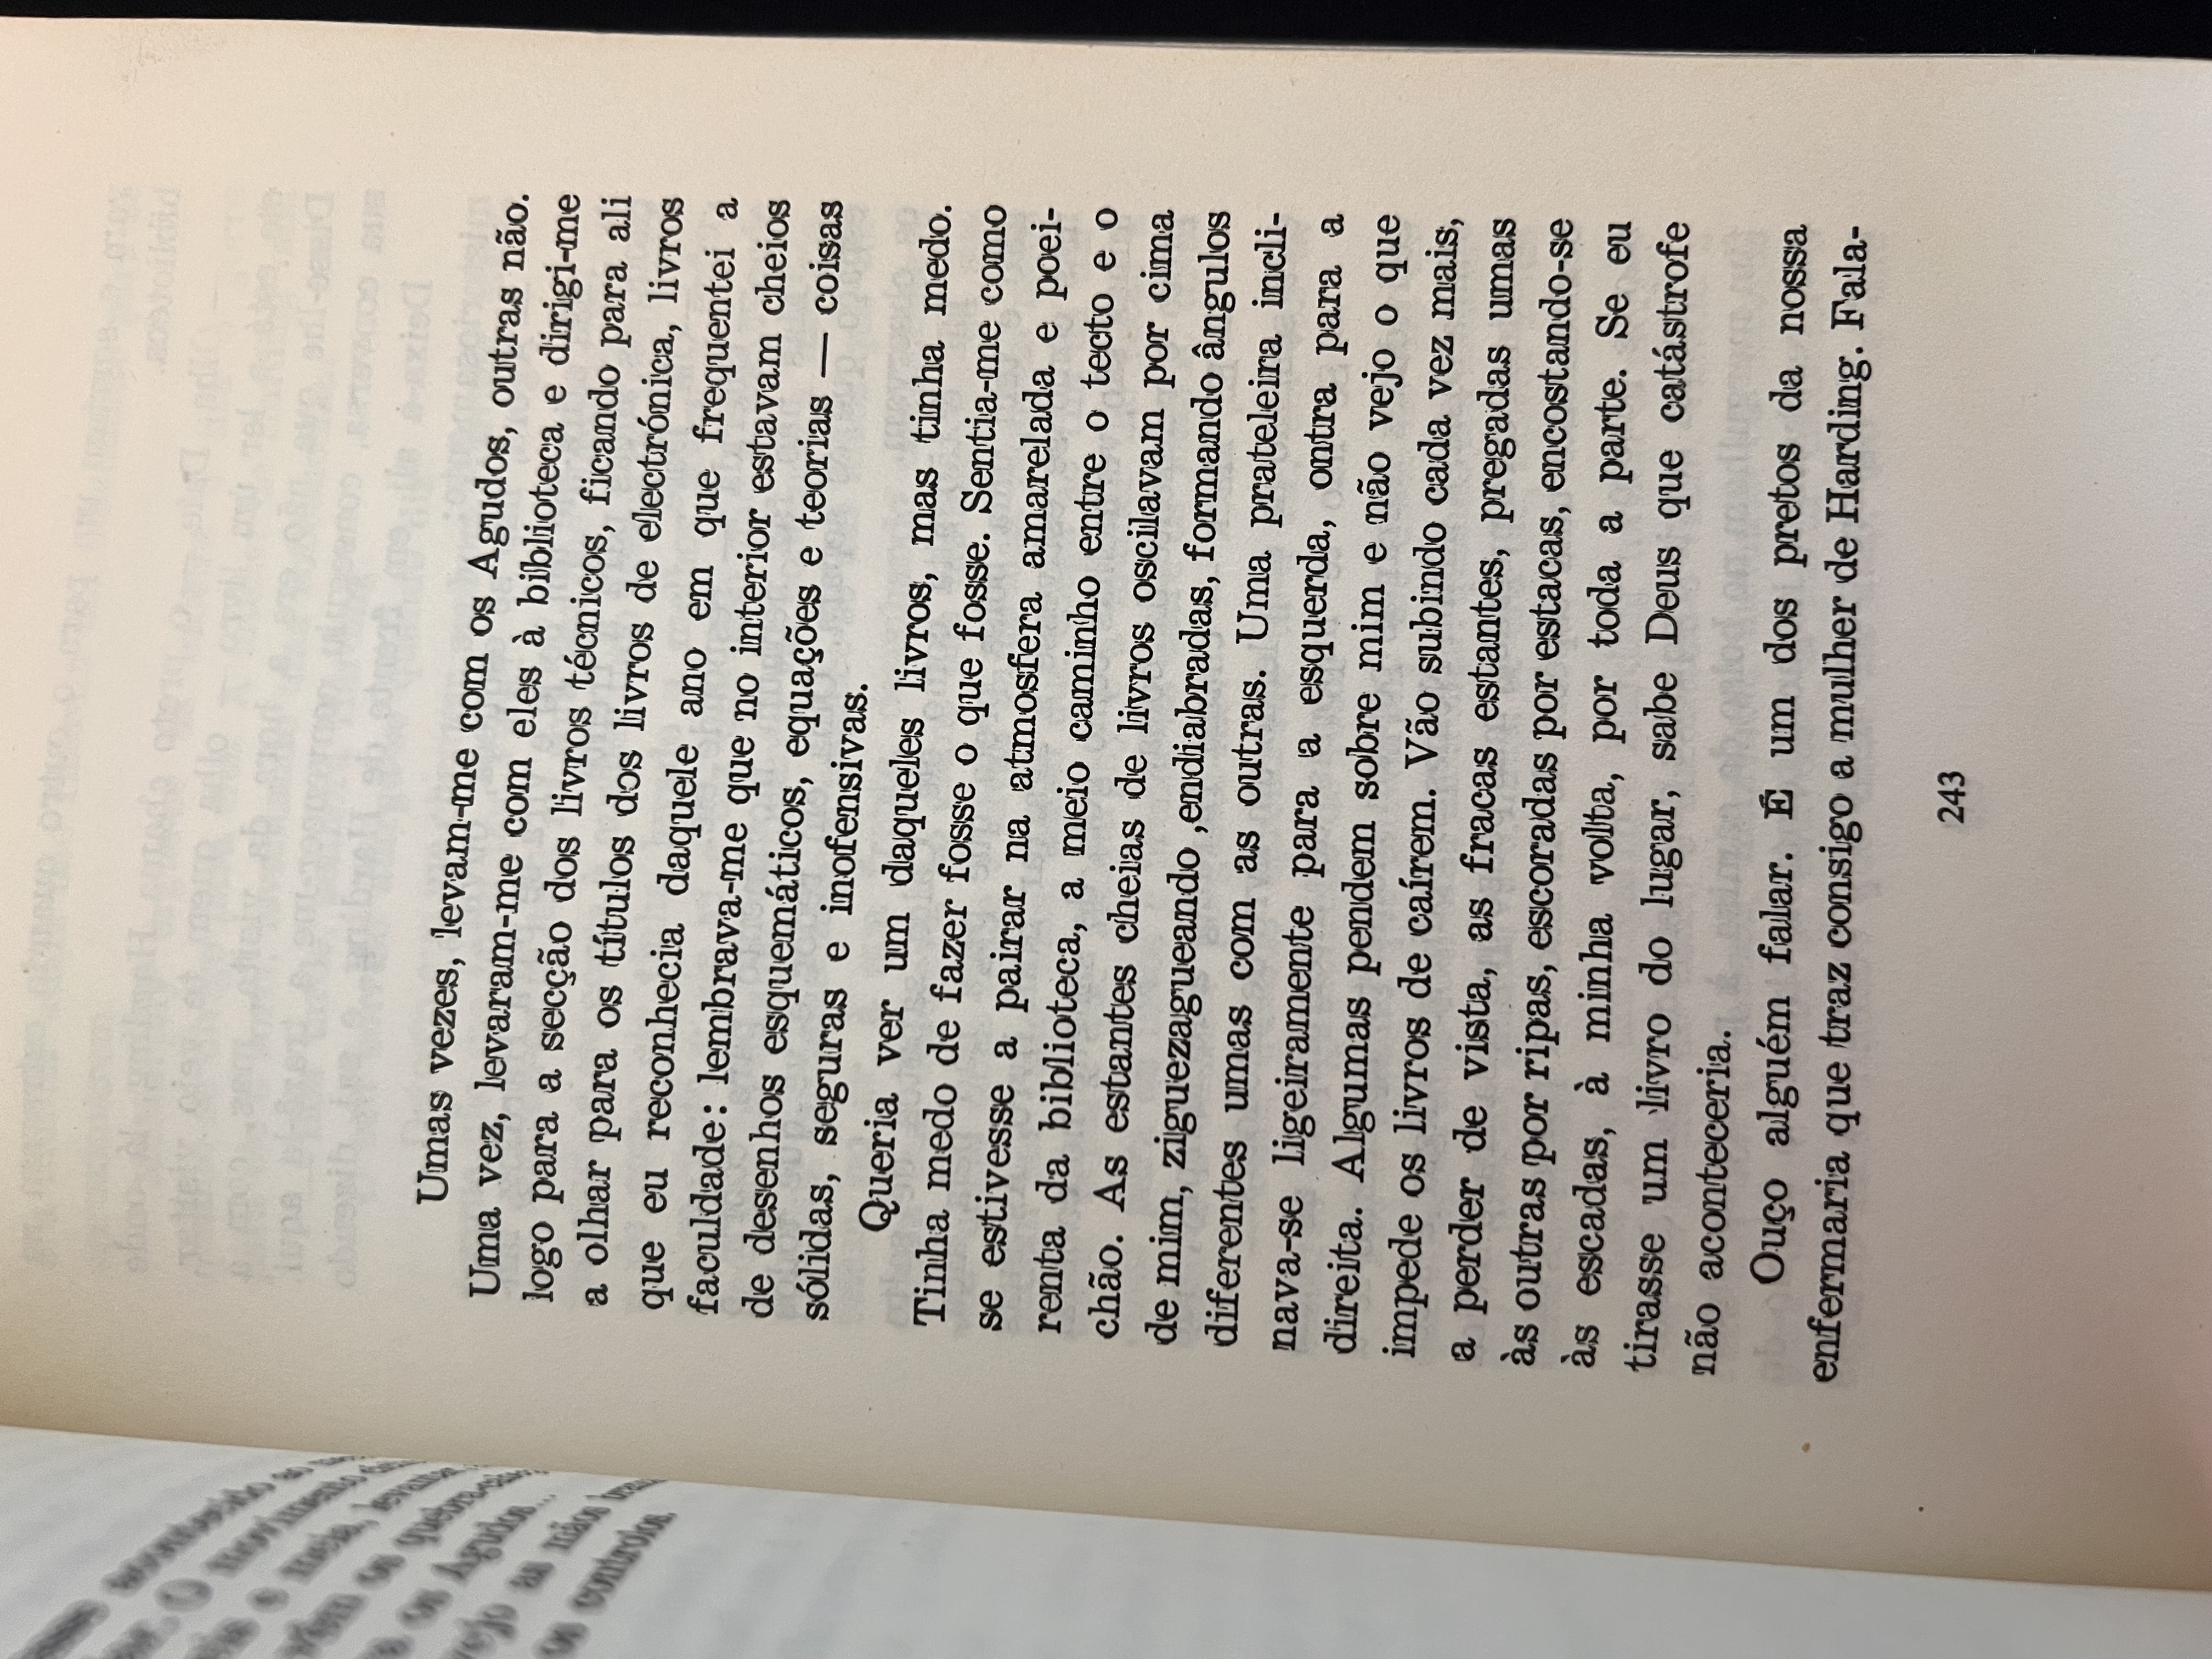 Umas vezes, levam-me com os Agudos, outras não.
Uma vez, levaram-me com eles à biblioteca e dirigi-me
logo para a secção dos livros técnicos, ficando para ali
a olhar para os títulos dos livros de electrónica, livros
que eu reconhecia daquele ano em que frequentei a
faculdade: lembrava-me que no interior estavam cheios
de desenhos esquemáticos, equações e teorias — coisas
sólidas, seguras e inofensivas.
Queria ver um daqueles livros, mas tinha medo.
Tinha medo de fazer fosse o que fosse. Sentia-me como
se estivesse a pairar na atmosfera amarelada e poei-
renta da biblioteca, a meio caminho entre o tecto e o
chão. As estantes cheias de livros oscilavam por cima
de mim, ziguezagueando ,endiabradas, formando ângulos
diferentes umas com as outras. Uma prateleira incli-
nava-se ligeiramente para a esquerda, ontra para a
direita. Algumas pendem sobre mim e não vejo o que
impede os livros de caírem. Vão subindo cada vez mais,
a perder de vista, as fracas estantes, pregadas umas
às outras por ripas, escoradas por estacas, encostando-se
às escadas, à minha volta, por toda a parte. Se eu
tirasse um livro do lugar, sabe Deus que catástrofe
não aconteceria.
Ouço alguém falar. É um dos pretos da nossa
enfermaria que traz consigo a mulher de Harding. Fala-
243